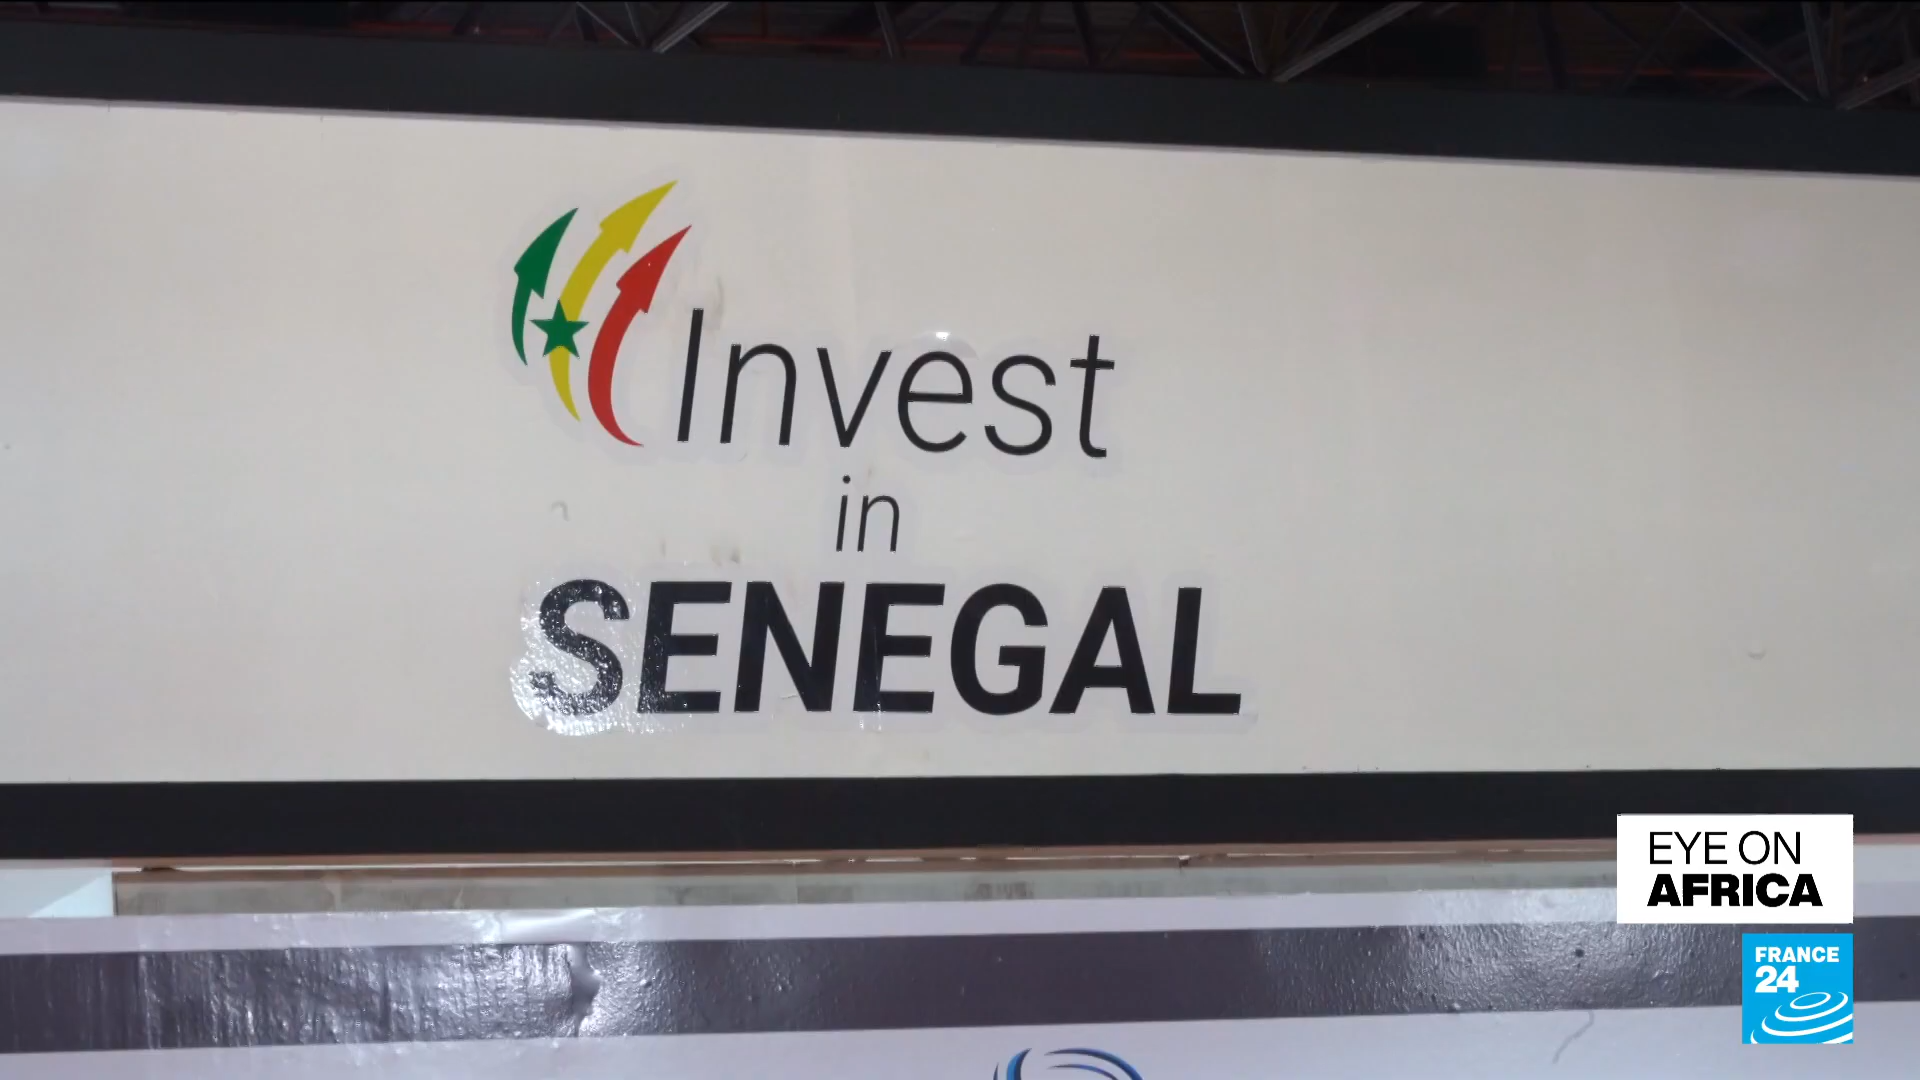 Invest
in
SENEGAL
EYE ON
AFRICA
FRANCE
24